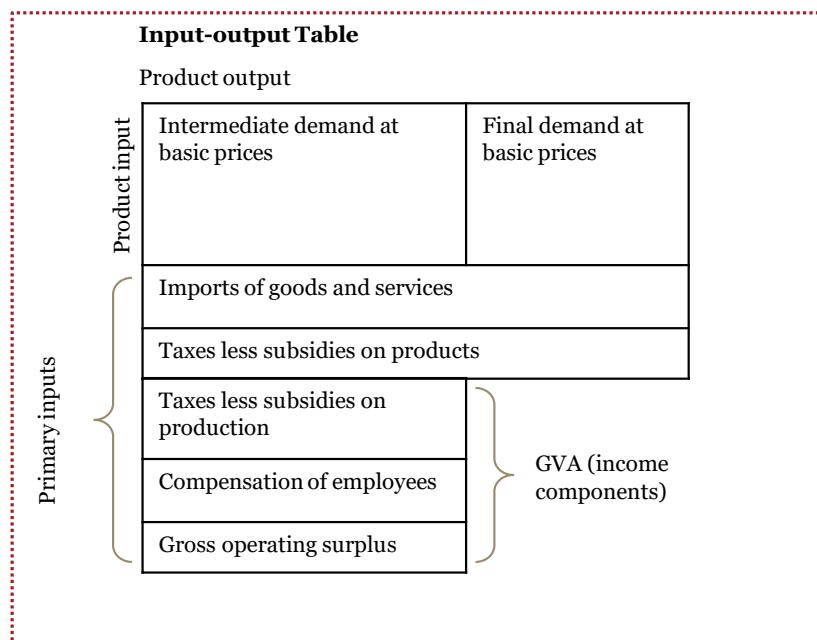 Input-output Table
Product output
Product input
Intermediate demand at
basic prices
Final demand at
basic prices
Imports of goods and services
Taxes less subsidies on products
Primary inputs
Taxes less subsidies on
production
Compensation of employees
Gross operating surplus
GVA (income
components)